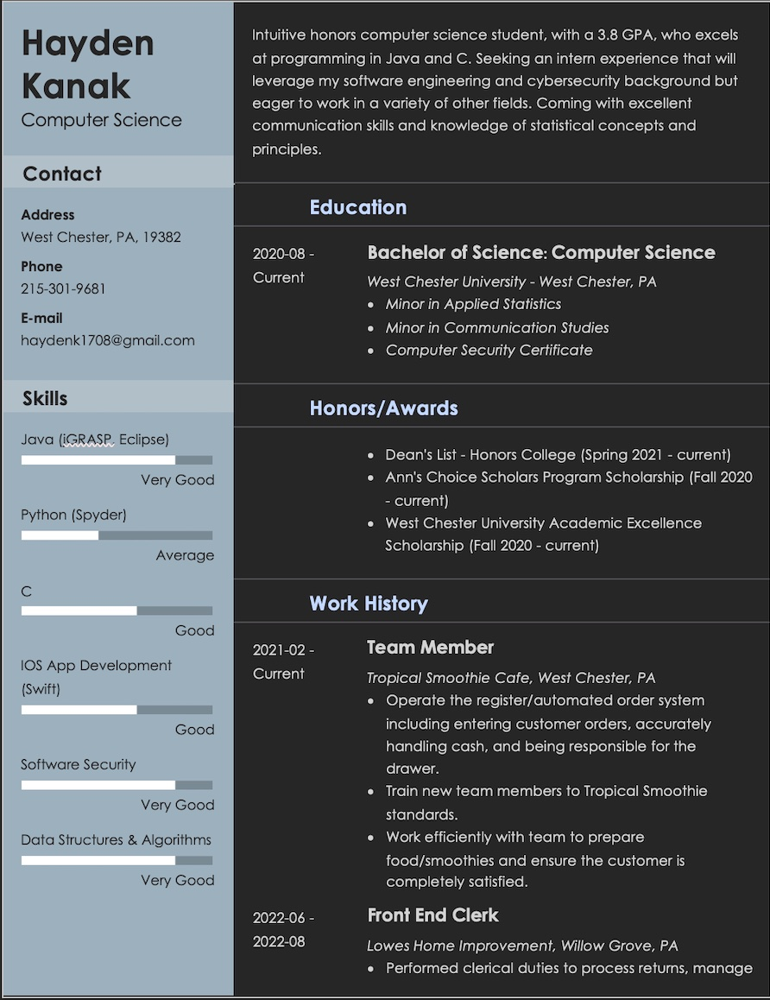 Hayden
Kanak
Computer Science
Contact
Address
West Chester, PA, 19382
Phone
215-301-9681
E-mail
haydenk1708@gmail.com
Skills
Java (jGRASP, Eclipse)
Very Good
Python (Spyder)
Average
C
Good
IOS App Development
(Swift)
Good
Software Security
Very Good
Data Structures & Algorithms
Very Good
Intuitive honors computer science student, with a 3.8 GPA, who excels
at programming in Java and C. Seeking an intern experience that will
leverage my software engineering and cybersecurity background but
eager to work in a variety of other fields. Coming with excellent
communication skills and knowledge of statistical concepts and
principles.
Education
2020-08 -
Current
Bachelor of Science: Computer Science
West Chester University - West Chester, PA
• Minor in Applied Statistics
• Minor in Communication Studies
• Computer Security Certificate
Honors/Awards
• Dean's List - Honors College (Spring 2021 - current)
• Ann's Choice Scholars Program Scholarship (Fall 2020
- current)
• West Chester University Academic Excellence
Scholarship (Fall 2020 - current)
Work History
2021-02 -
Current
Team Member
Tropical Smoothie Cafe, West Chester, PA
• Operate the register/automated order system
including entering customer orders, accurately
handling cash, and being responsible for the
drawer.
• Train new team members to Tropical Smoothie
standards.
• Work efficiently with team to prepare
food/smoothies and ensure the customer is
completely satisfied.
2022-06 -
2022-08
Front End Clerk
Lowes Home Improvement, Willow Grove, PA
• Performed clerical duties to process returns, manage